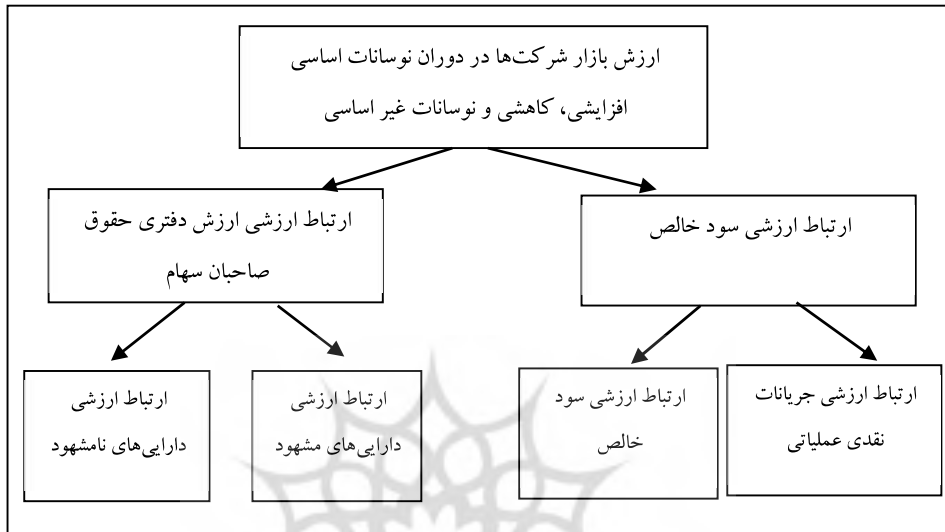 ارزش بازار شرکت‌ها در دوران نوسانات اساسی
افزایشی، کاهشی و نوسانات غیر اساسی
ارتباط ارزشی سود خالص
ارتباط ارزشی ارزش دفتری حقوق
صاحبان سهام
ارتباط ارزشی جریانات
نقدی عملیاتی
ارتباط ارزشی سود
خالص
ارتباط ارزشی
دارایی‌های مشهود
ارتباط ارزشی
دارایی‌های نامشهود